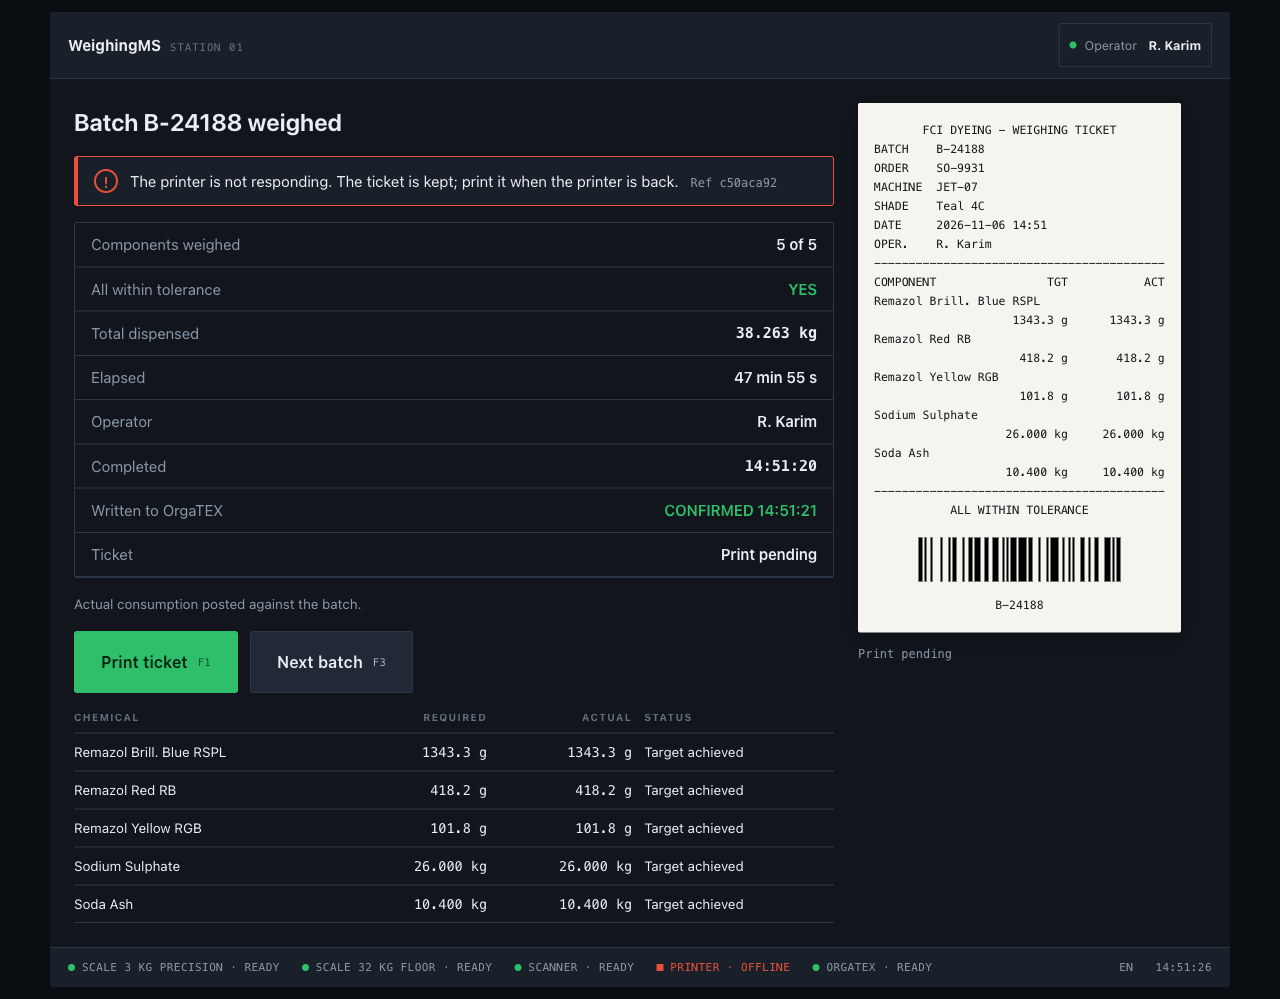 WeighingMS STATION 01
Operator R. Karim
Batch B-24188 weighed
The printer is not responding. The ticket is kept; print it when the printer is back. Ref c50aca92
Components weighed 5 of 5
All within tolerance YES
Total dispensed 38.263 kg
Elapsed 47 min 55 s
Operator R. Karim
Completed 14:51:20
Written to OrgaTEX CONFIRMED 14:51:21
Ticket Print pending
Actual consumption posted against the batch.
Print ticket F1
Next batch F3
CHEMICAL REQUIRED ACTUAL STATUS
Remazol Brill. Blue RSPL 1343.3 g 1343.3 g Target achieved
Remazol Red RB 418.2 g 418.2 g Target achieved
Remazol Yellow RGB 101.8 g 101.8 g Target achieved
Sodium Sulphate 26.000 kg 26.000 kg Target achieved
Soda Ash 10.400 kg 10.400 kg Target achieved
FCI DYEING - WEIGHING TICKET
BATCH B-24188
ORDER SO-9931
MACHINE JET-07
SHADE Teal 4C
DATE 2026-11-06 14:51
OPER. R. Karim
------------------------------------------
COMPONENT TGT ACT
Remazol Brill. Blue RSPL
1343.3 g 1343.3 g
Remazol Red RB
418.2 g 418.2 g
Remazol Yellow RGB
101.8 g 101.8 g
Sodium Sulphate
26.000 kg 26.000 kg
Soda Ash
10.400 kg 10.400 kg
------------------------------------------
ALL WITHIN TOLERANCE
B-24188
Print pending
SCALE 3 KG PRECISION · READY SCALE 32 KG FLOOR · READY SCANNER · READY PRINTER · OFFLINE ORGATEX · READY EN 14:51:26